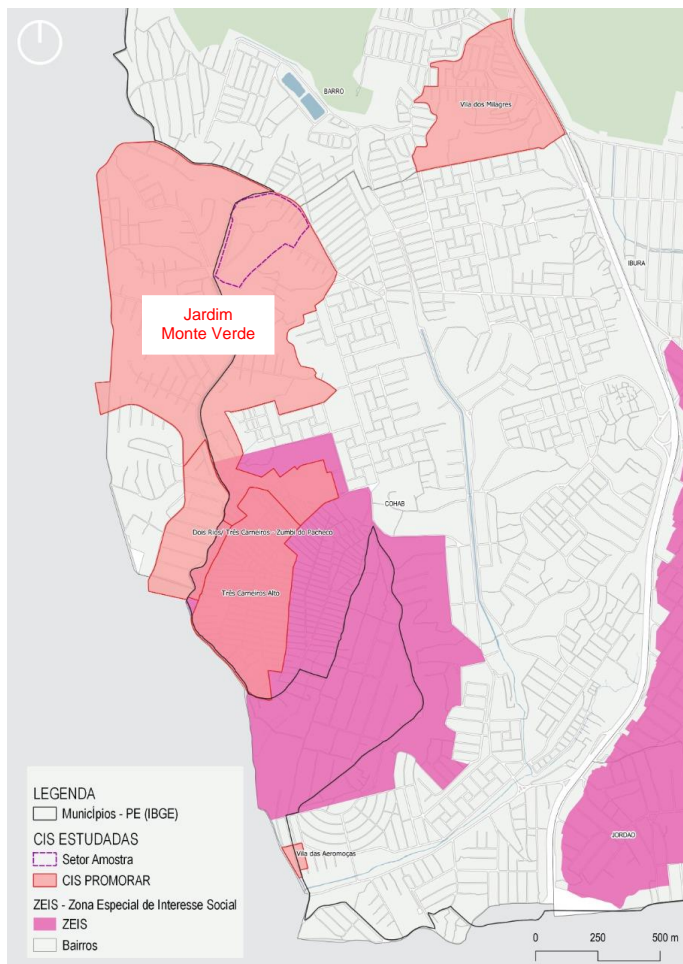 BARRO
Vila dos Milagres
IBURA
Jardim
Monte Verde
COHAB
Dois Rios/ Três Carneiros - Zumbi do Pacheco
Três Carneiros Alto
Vila das Aeromoças
JORDAO
LEGENDA
Municípios - PE (IBGE)
CIS ESTUDADAS
Setor Amostra
CIS PROMORAR
ZEIS - Zona Especial de Interesse Social
ZEIS
Bairros
0 250 500 m